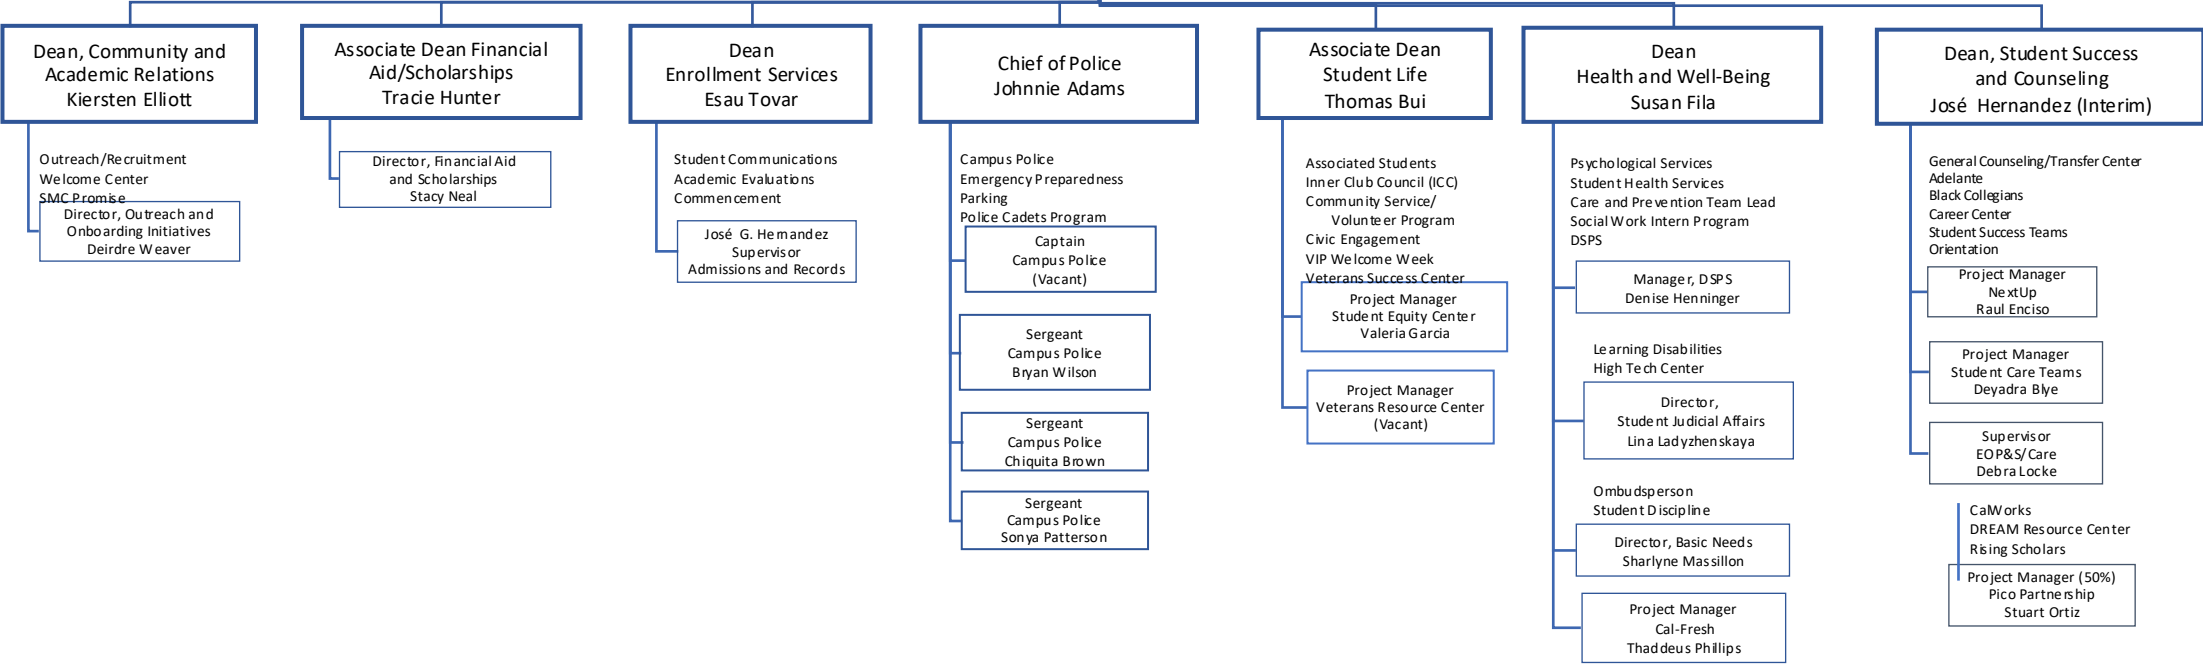 Dean, Community and
Academic Relations
Kiersten Elliott
Outreach/Recruitment
Welcome Center
SMC Promise
Director, Outreach and
Onboarding Initiatives
Deirdre Weaver
Associate Dean Financial
Aid/Scholarships
Tracie Hunter
Director, Financial Aid
and Scholarships
Stacy Neal
Dean
Enrollment Services
Esau Tovar
Student Communications
Academic Evaluations
Commencement
José G. Hernandez
Supervisor
Admissions and Records
Chief of Police
Johnnie Adams
Campus Police
Emergency Preparedness
Parking
Police Cadets Program
Captain
Campus Police
(Vacant)
Sergeant
Campus Police
Bryan Wilson
Sergeant
Campus Police
Chiquita Brown
Sergeant
Campus Police
Sonya Patterson
Associate Dean
Student Life
Thomas Bui
Associated Students
Inner Club Council (ICC)
Community Service/
Volunteer Program
Civic Engagement
VIP Welcome Week
Veterans Success Center
Project Manager
Student Equity Center
Valeria Garcia
Project Manager
Veterans Resource Center
(Vacant)
Dean
Health and Well-Being
Susan Fila
Psychological Services
Student Health Services
Care and Prevention Team Lead
Social Work Intern Program
DSPS
Manager, DSPS
Denise Henninger
Learning Disabilities
High Tech Center
Director,
Student Judicial Affairs
Lina Ladyzhenskaya
Ombudsperson
Student Discipline
Director, Basic Needs
Sharlyne Massillon
Project Manager
Cal-Fresh
Thaddeus Phillips
Dean, Student Success
and Counseling
José Hernandez (Interim)
General Counseling/Transfer Center
Adelante
Black Collegians
Career Center
Student Success Teams
Orientation
Project Manager
NextUp
Raul Enciso
Project Manager
Student Care Teams
Deyadra Blye
Supervisor
EOP&S/Care
Debra Locke
CalWorks
DREAM Resource Center
Rising Scholars
Project Manager (50%)
Pico Partnership
Stuart Ortiz